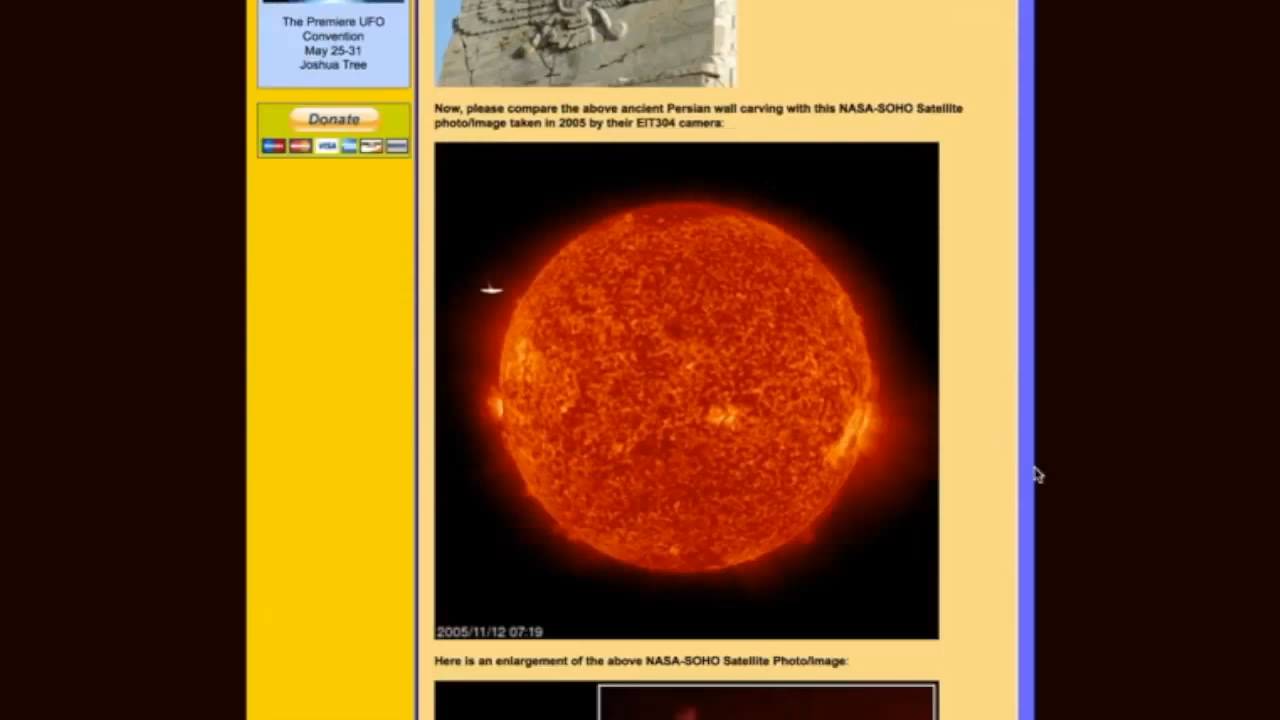 The Premiere UFO
Convention
May 25-31
Joshua Tree
Donate
VISA
Now, please compare the above ancient Persian wall carving with this NASA-SOHO Satellite
photo/image taken in 2005 by their EIT304 camera:
2005/11/12 07:19
Here is an enlargement of the above NASA-SOHO Satellite Photo/Image: